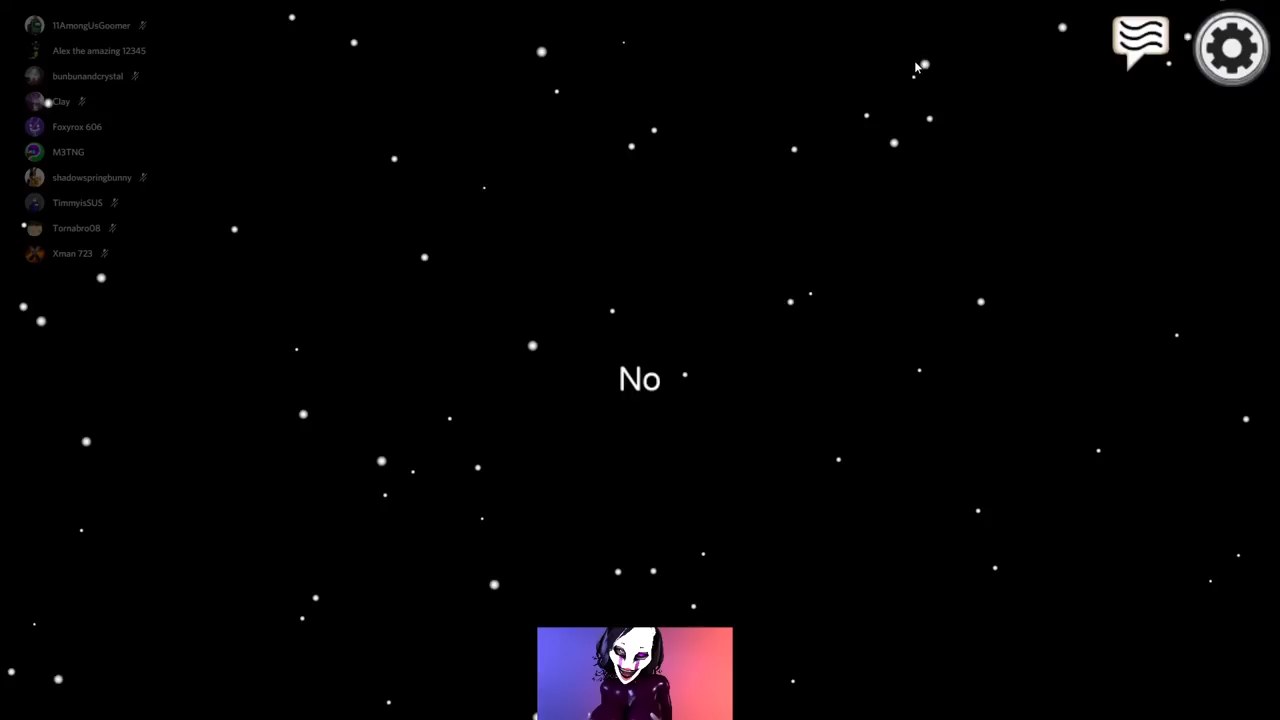 11AmongUsGoomer
Alex the amazing 12345
bunbunandcrystal
Clay
Foxyrox 606
M3TNG
shadowspringbunny
TimmyisSUS
Tornabro08
Xman 723
No